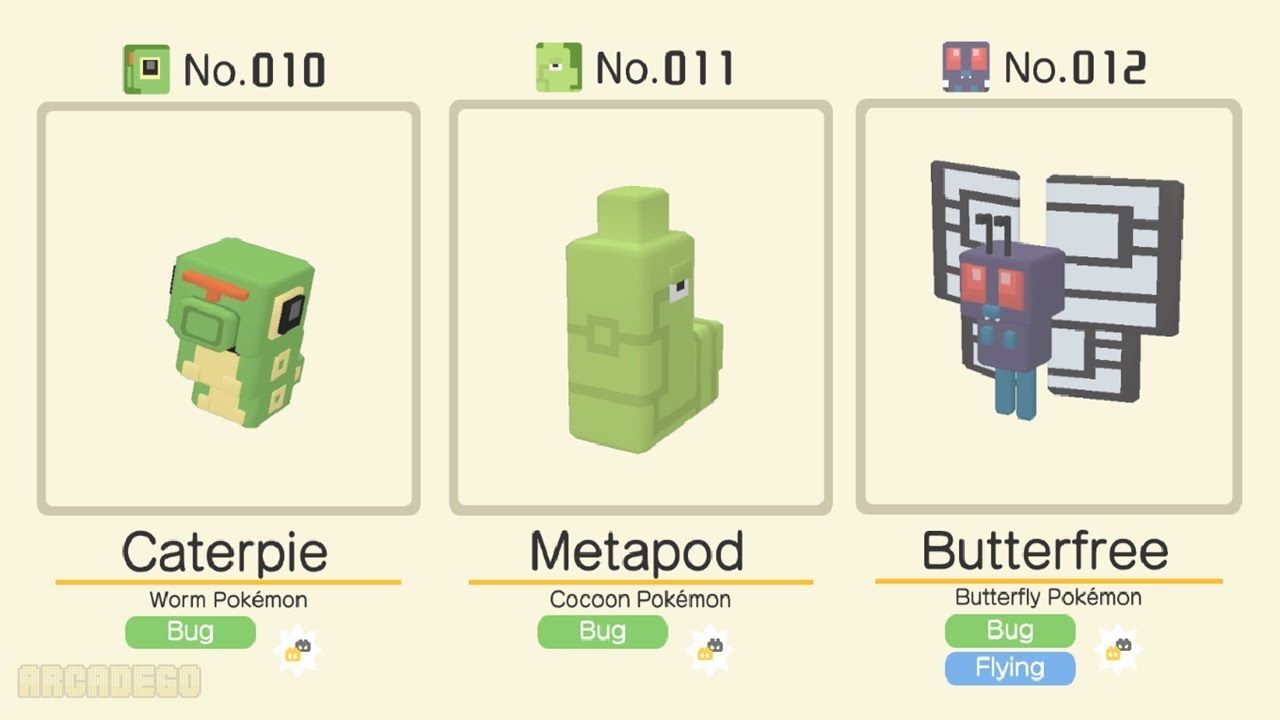 No.010
Caterpie
Worm Pokémon
Bug
No.011
Metapod
Cocoon Pokémon
Bug
No.012
Butterfree
Butterfly Pokémon
Bug
Flying
ARCADEGO